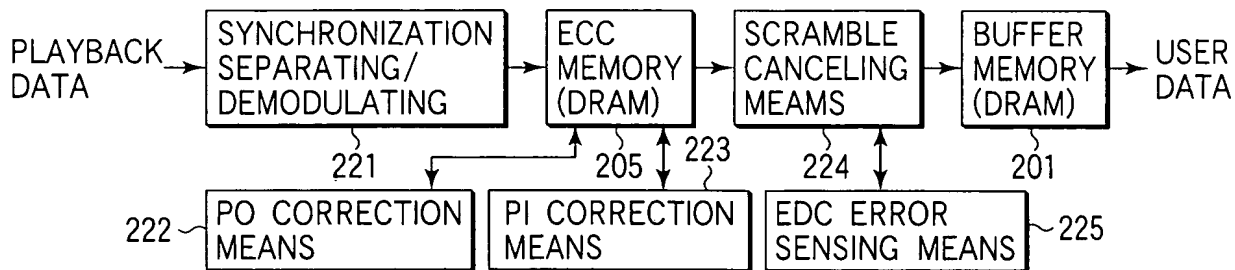 PLAYBACK
DATA
SYNCHRONIZATION
SEPARATING/
DEMODULATING
221
ECC
MEMORY
(DRAM)
205
SCRAMBLE
CANCELING
MEAMS
224
BUFFER
MEMORY
(DRAM)
201
USER
DATA
222
PO CORRECTION
MEANS
223
PI CORRECTION
MEANS
EDC ERROR
SENSING MEANS
225